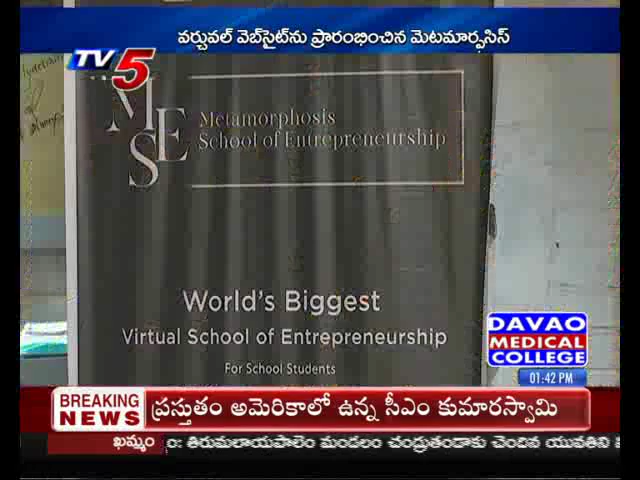 వర్చువల్ వెబ్‌సైట్‌ను ప్రారంభించిన మెటమార్ఫసిస్
TV5
MSE
Metamorphosis
School of Entrepreneurship
World's Biggest
Virtual School of Entrepreneurship
For School Students
DAVAO
MEDICAL
COLLEGE
01:42 PM
BREAKING
NEWS
ప్రస్తుతం అమెరికాలో ఉన్న సీఎం కుమారస్వామి
ఖమ్మం తిరుమలాయపాలెం మండలం చంద్రుతండాకు చెందిన యువతిని